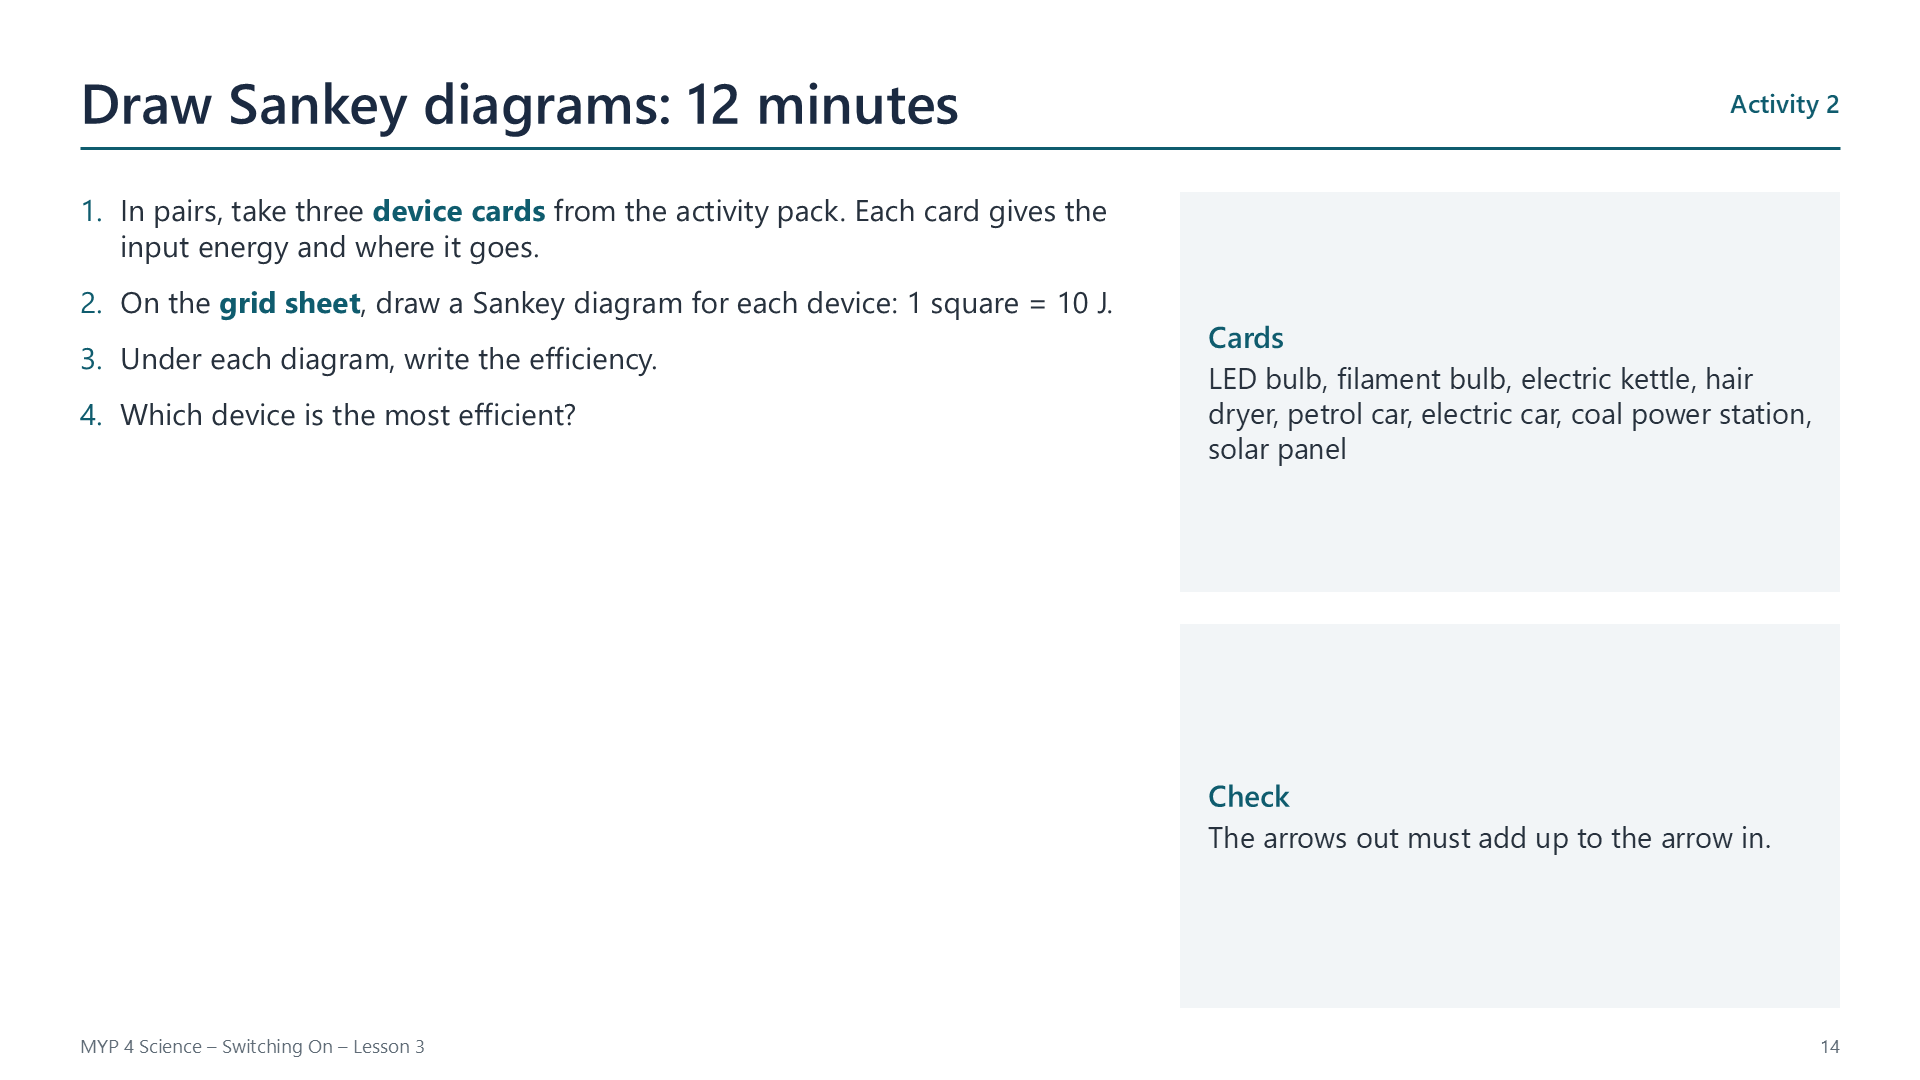 Draw Sankey diagrams: 12 minutes
Activity 2
1. In pairs, take three device cards from the activity pack. Each card gives the
input energy and where it goes.
2. On the grid sheet, draw a Sankey diagram for each device: 1 square = 10 J.
3. Under each diagram, write the efficiency.
4. Which device is the most efficient?
Cards
LED bulb, filament bulb, electric kettle, hair
dryer, petrol car, electric car, coal power station,
solar panel
Check
The arrows out must add up to the arrow in.
MYP 4 Science – Switching On – Lesson 3
14